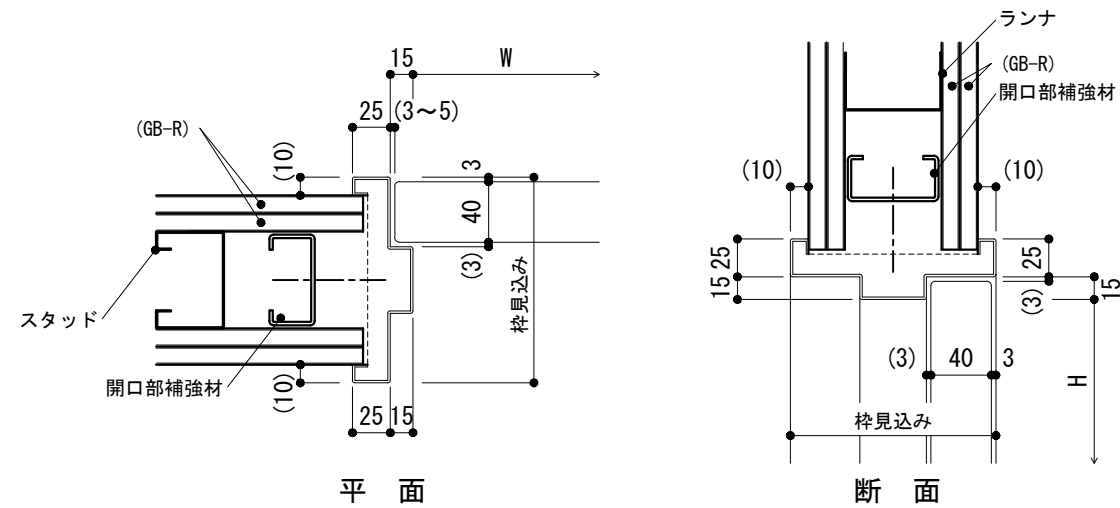 15
W
25
(3～5)
(GB-R)
(10)
3
40
(3)
枠見込み
スタッド
開口部補強材
(10)
25
15
平 面
ランナ
(GB-R)
開口部補強材
(10)
(10)
25
15
25
(3)
15
(3)
40
3
H
枠見込み
断 面